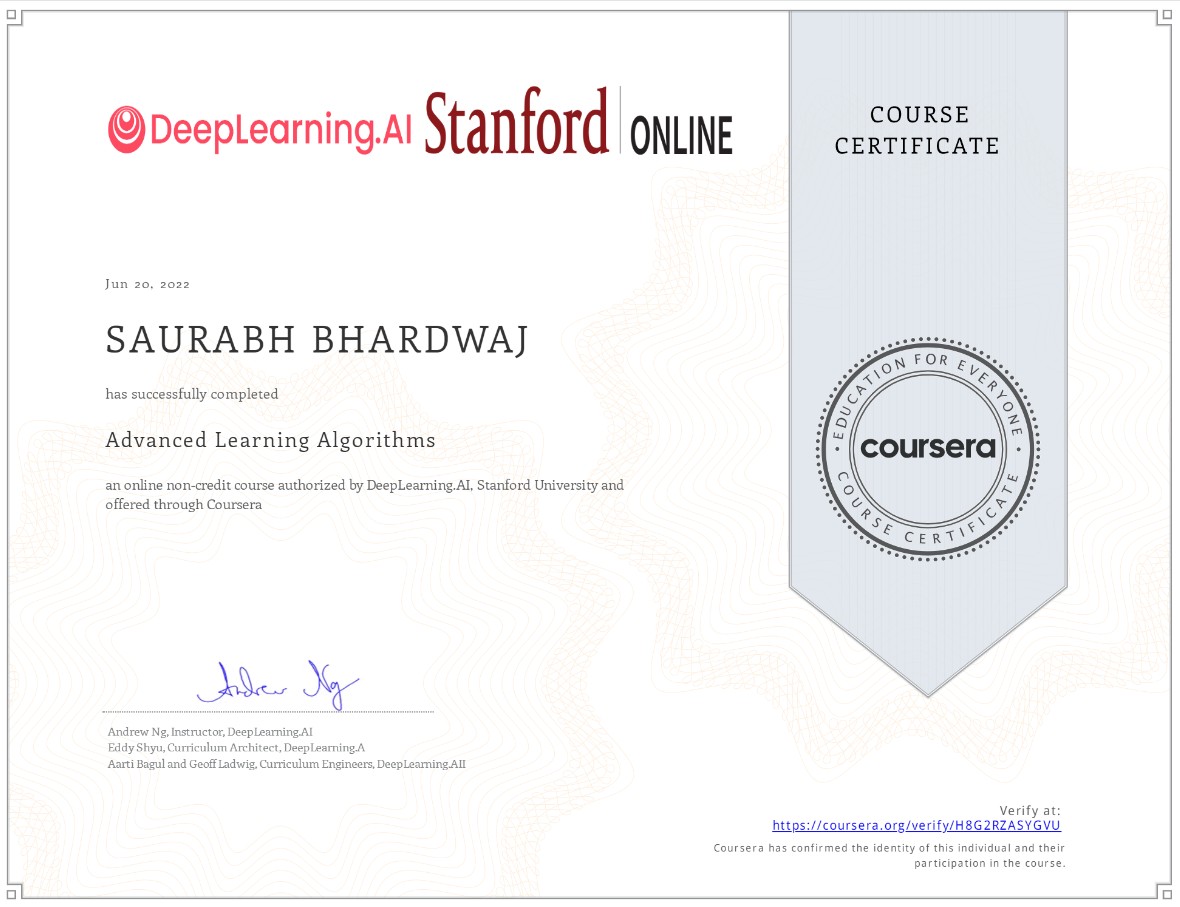 DeepLearning.AI Stanford ONLINE
COURSE
CERTIFICATE
Jun 20, 2022
SAURABH BHARDWAJ
has successfully completed
Advanced Learning Algorithms
an online non-credit course authorized by DeepLearning.AI, Stanford University and
offered through Coursera
EDUCATION FOR EVERYONE
coursera
COURSE CERTIFICATE
Andrew Ng
Andrew Ng, Instructor, DeepLearning.AI
Eddy Shyu, Curriculum Architect, DeepLearning.A
Aarti Bagul and Geoff Ladwig, Curriculum Engineers, DeepLearning.AII
Verify at:
https://coursera.org/verify/H8G2RZASYGVU
Coursera has confirmed the identity of this individual and their
participation in the course.